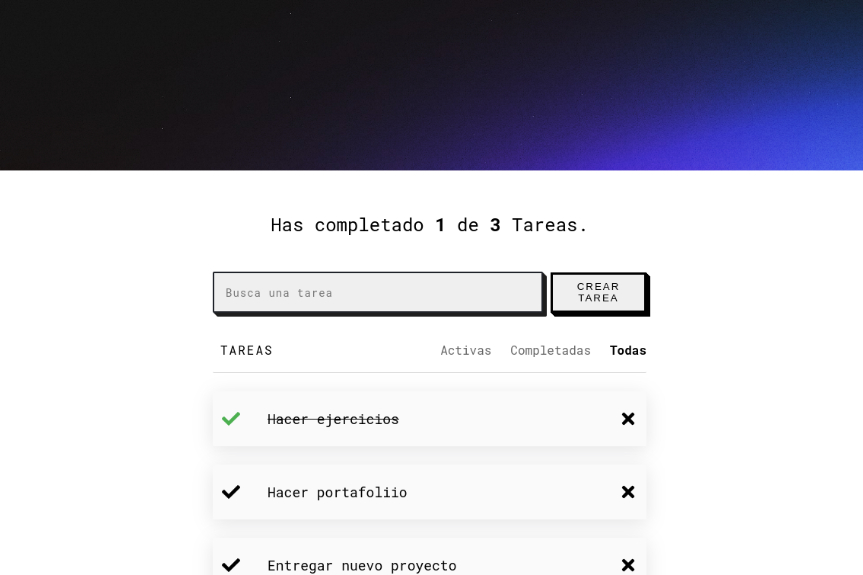 Has completado 1 de 3 Tareas.
Busca una tarea
CREAR
TAREA
TAREAS Activas Completadas Todas
Hacer ejercicios
Hacer portafoliio
Entregar nuevo proyecto